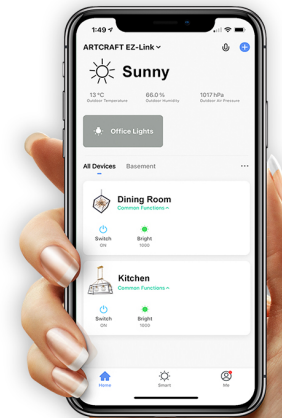 1:49
ARTCRAFT EZ-Link
Sunny
13 °C 66.0 % 1017 hPa
Outdoor Temperature Outdoor Humidity Outdoor Air Pressure
Office Lights
All Devices Basement
Dining Room
Common Functions
Switch Bright
ON 1000
Kitchen
Common Functions
Switch Bright
ON 1000
Home Smart Me